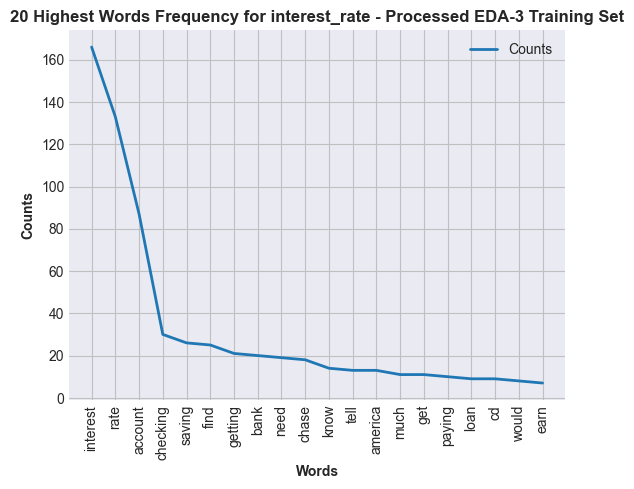 20 Highest Words Frequency for interest_rate - Processed EDA-3 Training Set
Counts
160
140
120
100
80
60
40
20
0
Counts
interest
rate
account
checking
saving
find
getting
bank
need
chase
know
tell
america
much
get
paying
loan
cd
would
earn
Words